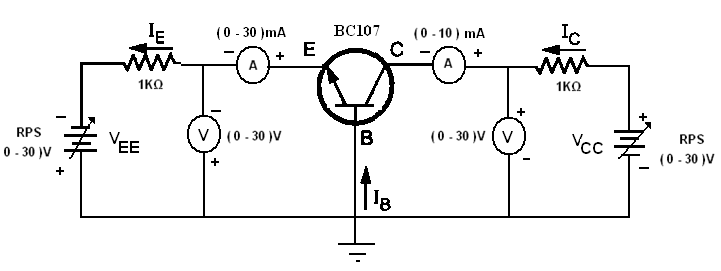 I_E
( 0 - 30 )mA
BC107
( 0 - 10 ) mA
I_C
− + E C − +
A A
1KΩ 1KΩ
− − + +
RPS
0 - 30 )V
V_EE
V
( 0 - 30 )V
( 0 - 30 )V
V
V_CC
RPS
( 0 - 30 )V
+ + B − −
I_B